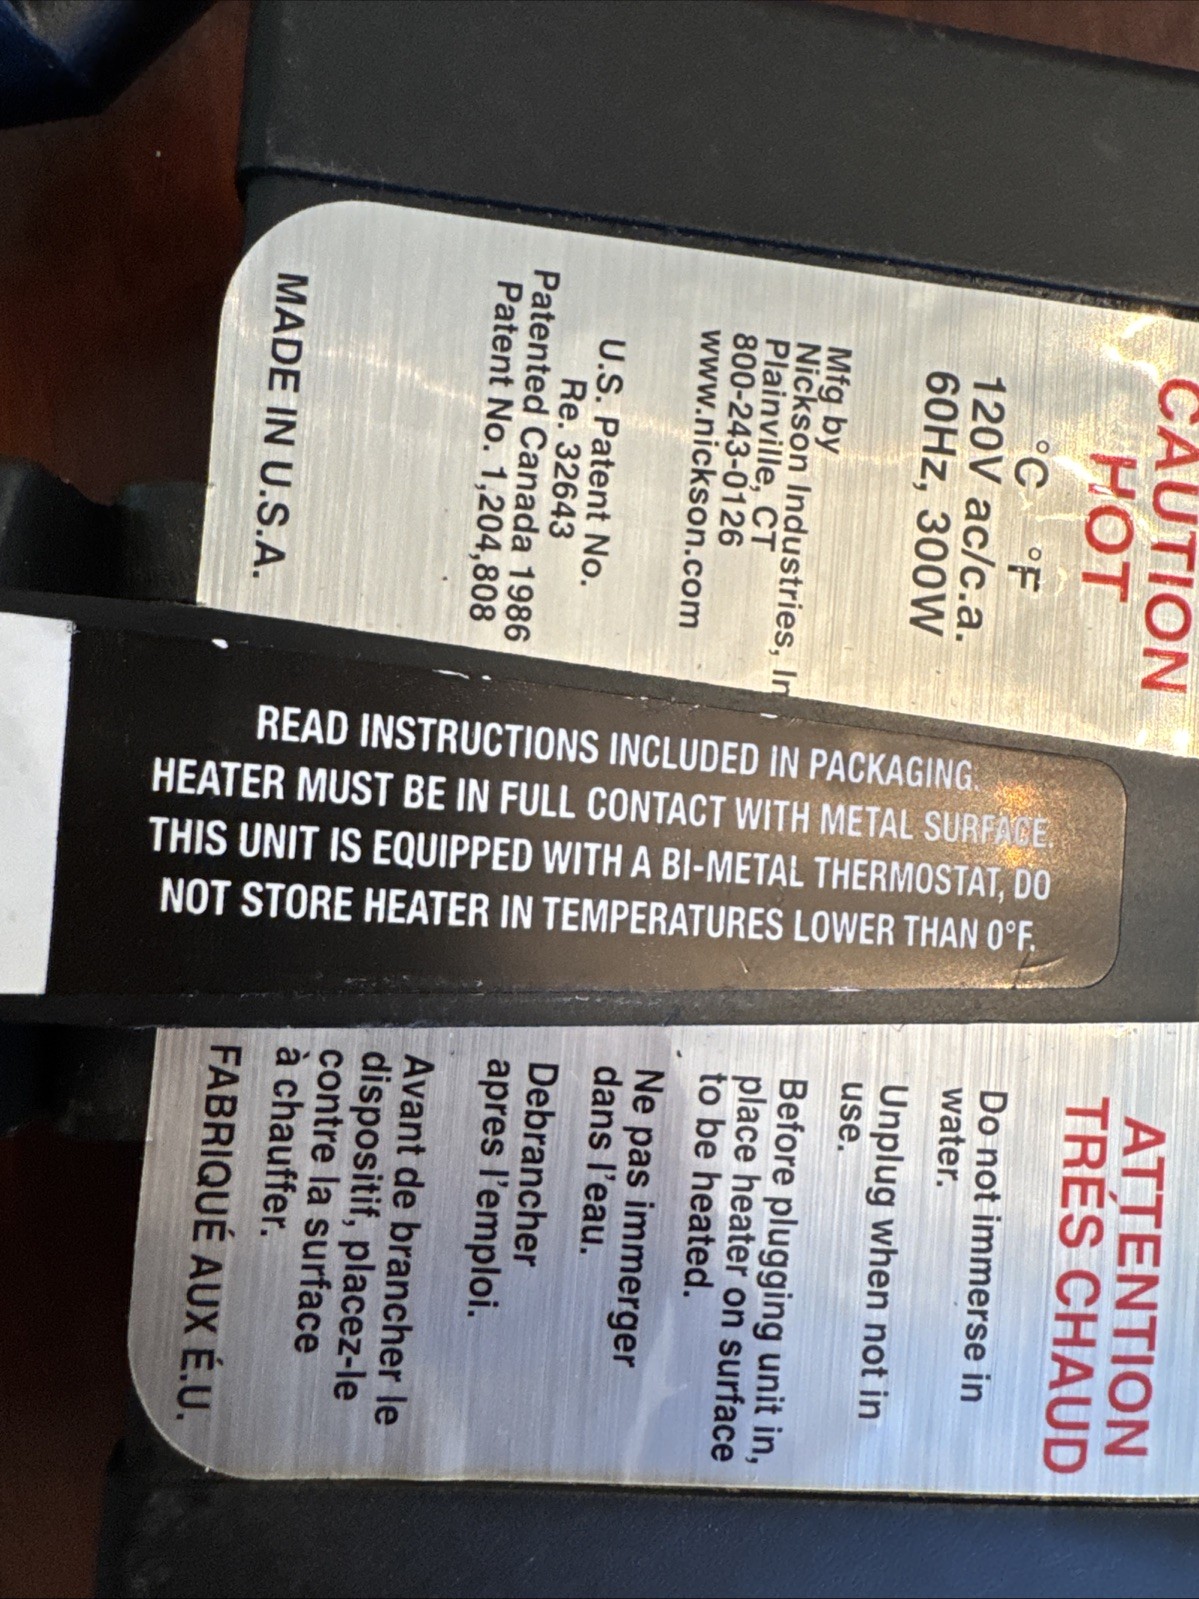 CAUTION
HOT
°C °F
120V ac/c.a.
60Hz, 300W
Mfg by
Nickson Industries, In
Plainville, CT
800-243-0126
www.nickson.com
U.S. Patent No.
Re. 32643
Patented Canada 1986
Patent No. 1,204,808
MADE IN U.S.A.
READ INSTRUCTIONS INCLUDED IN PACKAGING.
HEATER MUST BE IN FULL CONTACT WITH METAL SURFACE.
THIS UNIT IS EQUIPPED WITH A BI-METAL THERMOSTAT, DO
NOT STORE HEATER IN TEMPERATURES LOWER THAN 0°F.
ATTENTION
TRÉS CHAUD
Do not immerse in
water.
Unplug when not in
use.
Before plugging unit in,
place heater on surface
to be heated.
Ne pas immerger
dans l'eau.
Debrancher
apres l'emploi.
Avant de brancher le
dispositif, placez-le
contre la surface
à chauffer.
FABRIQUÉ AUX É.U.